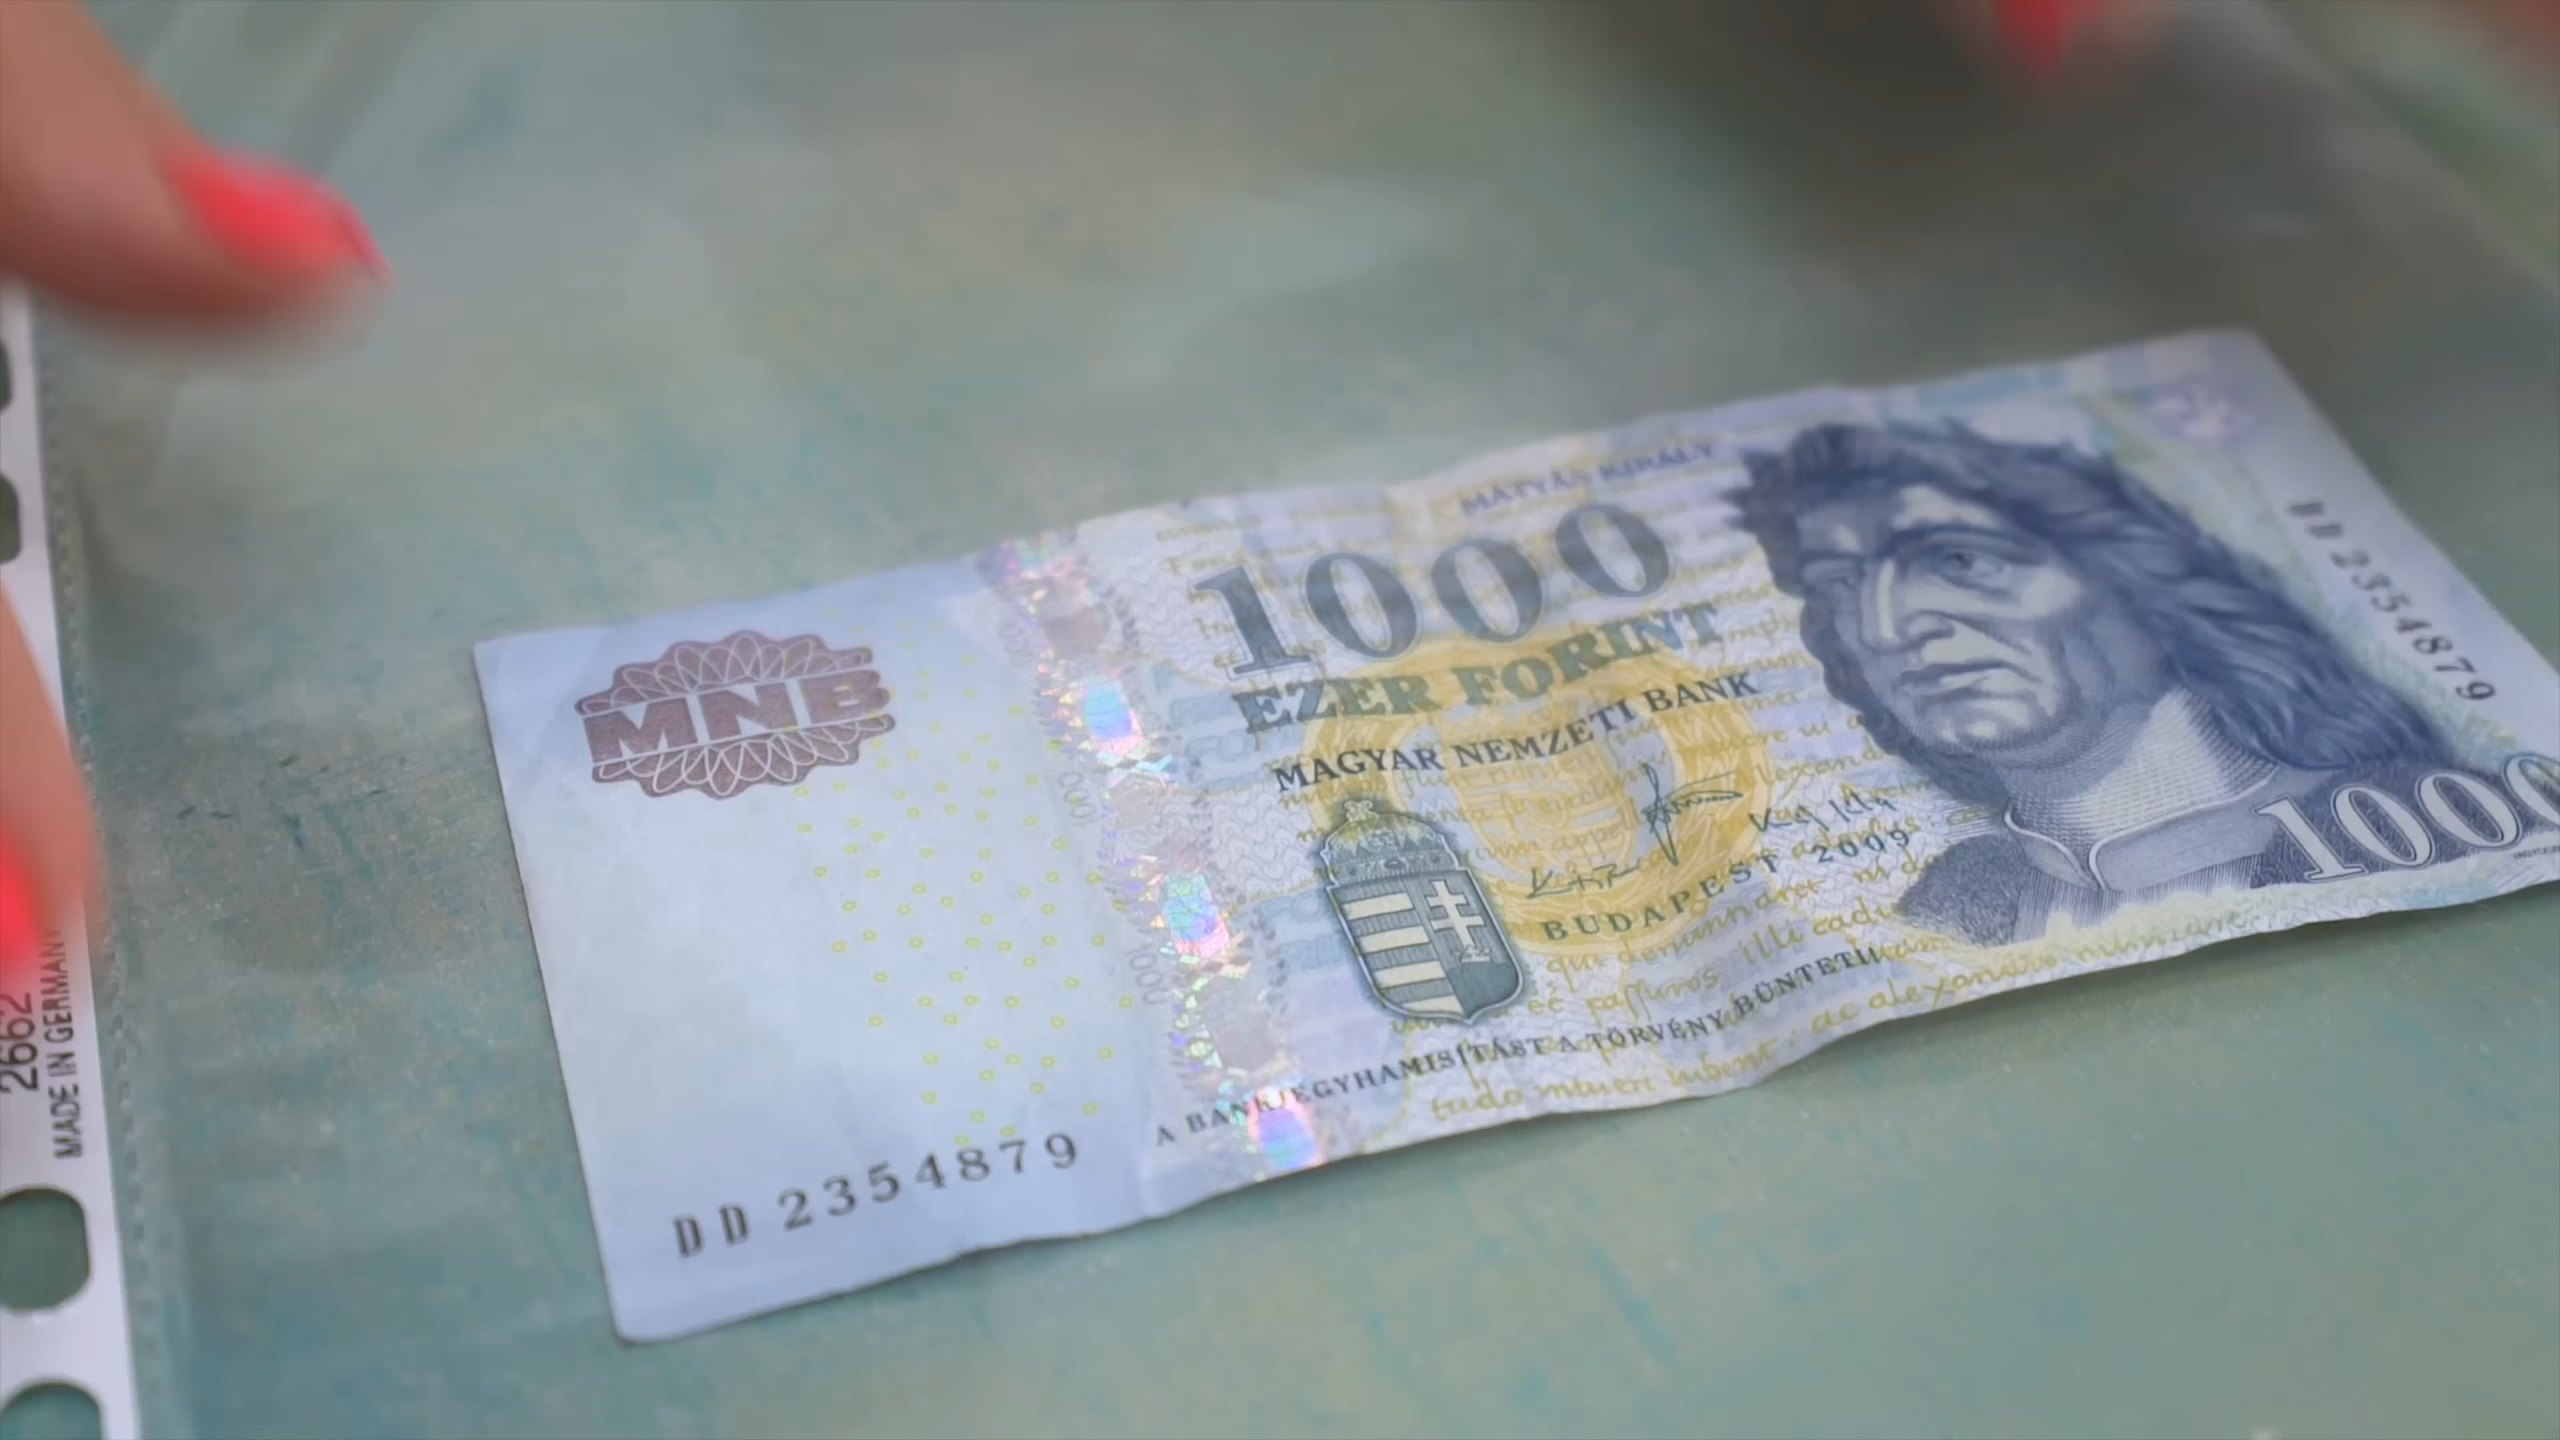 MNB
MÁTYÁS KIRÁLY
1000
EZER FORINT
MAGYAR NEMZETI BANK
BUDAPEST 2009
A BANKJEGYHAMISÍTÁST A TÖRVÉNY BÜNTETI!
DD 2354879
DD 2354879
1000
2662
MADE IN GERMANY